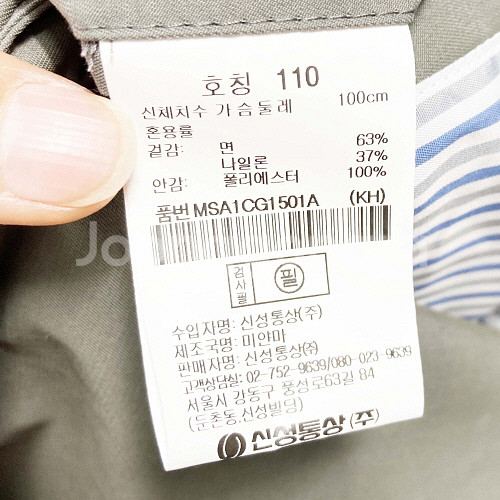 호칭 110
신체치수 가슴둘레 100cm
혼용률
겉감: 면 63%
나일론 37%
안감: 폴리에스터 100%
품번 MSA1CG1501A (KH)
검사필 필
수입자명: 신성통상(주)
제조국명: 미얀마
판매자명: 신성통상㈜
고객상담실: 02-752-9639/080-023-9639
서울시 강동구 풍성로63길 84
(둔촌동,신성빌딩)
신성통상 (주)